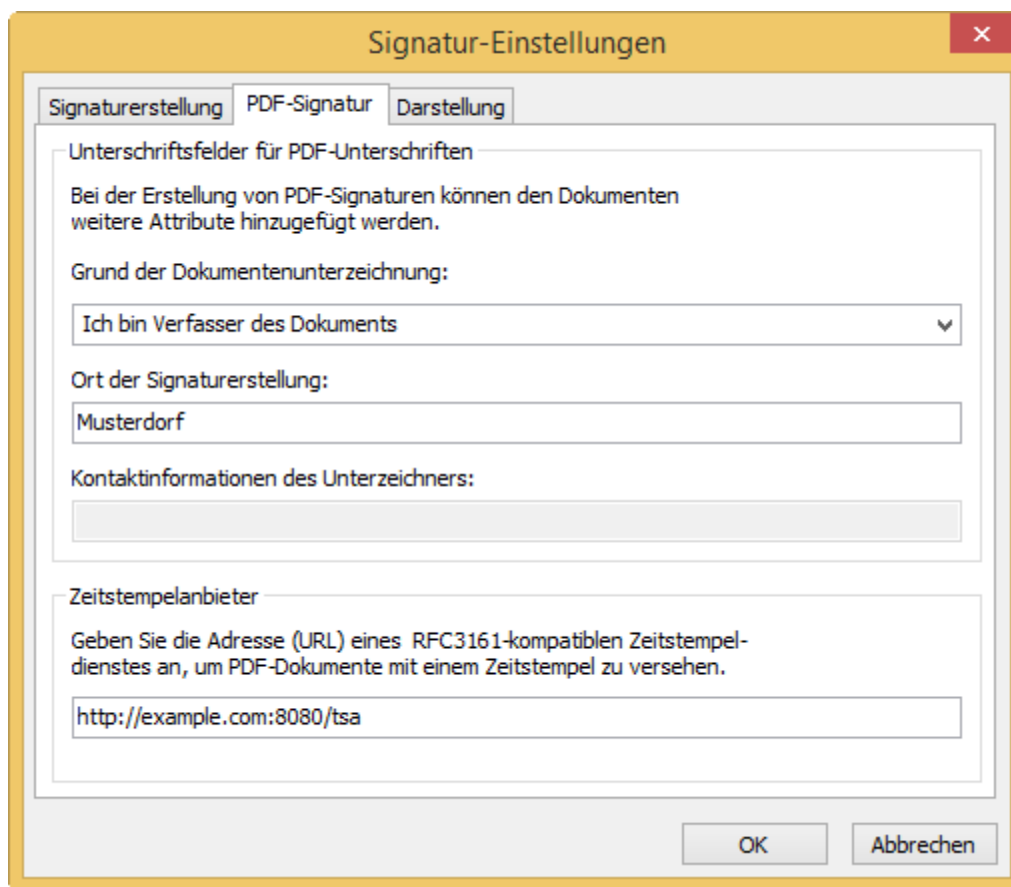 Signatur-Einstellungen
Signaturerstellung PDF-Signatur Darstellung
Unterschriftsfelder für PDF-Unterschriften
Bei der Erstellung von PDF-Signaturen können den Dokumenten
weitere Attribute hinzugefügt werden.
Grund der Dokumentenunterzeichnung:
Ich bin Verfasser des Dokuments
Ort der Signaturerstellung:
Musterdorf
Kontaktinformationen des Unterzeichners:
Zeitstempelanbieter
Geben Sie die Adresse (URL) eines RFC3161-kompatiblen Zeitstempel-
dienstes an, um PDF-Dokumente mit einem Zeitstempel zu versehen.
http://example.com:8080/tsa
OK Abbrechen